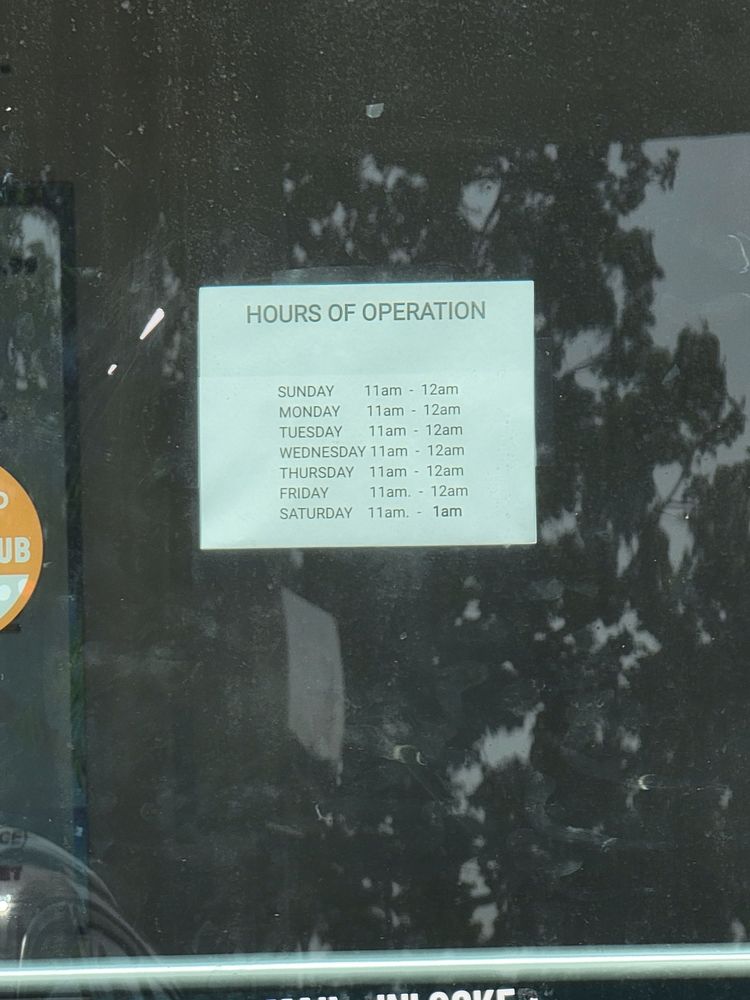 HOURS OF OPERATION
SUNDAY 11am - 12am
MONDAY 11am - 12am
TUESDAY 11am - 12am
WEDNESDAY 11am - 12am
THURSDAY 11am - 12am
FRIDAY 11am. - 12am
SATURDAY 11am. - 1am
UB